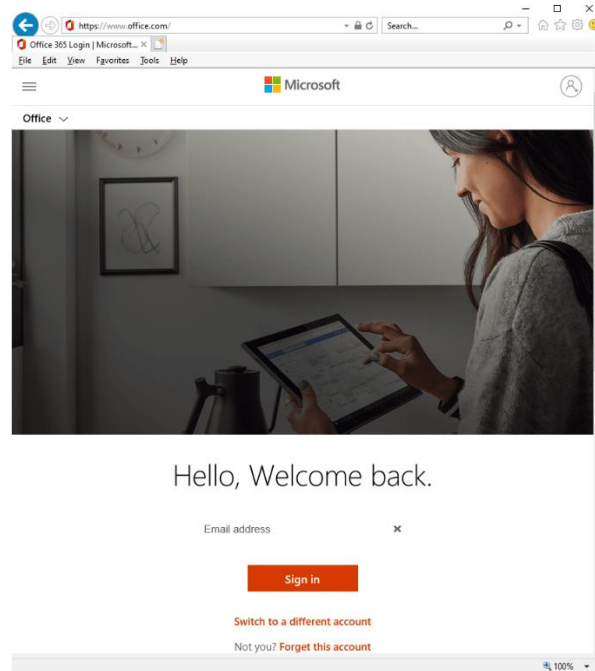 https://www.office.com/
Search...
Office 365 Login | Microsoft...
File Edit View Favorites Tools Help
Microsoft
Office
Hello, Welcome back.
Email address
Sign in
Switch to a different account
Not you? Forget this account
100%